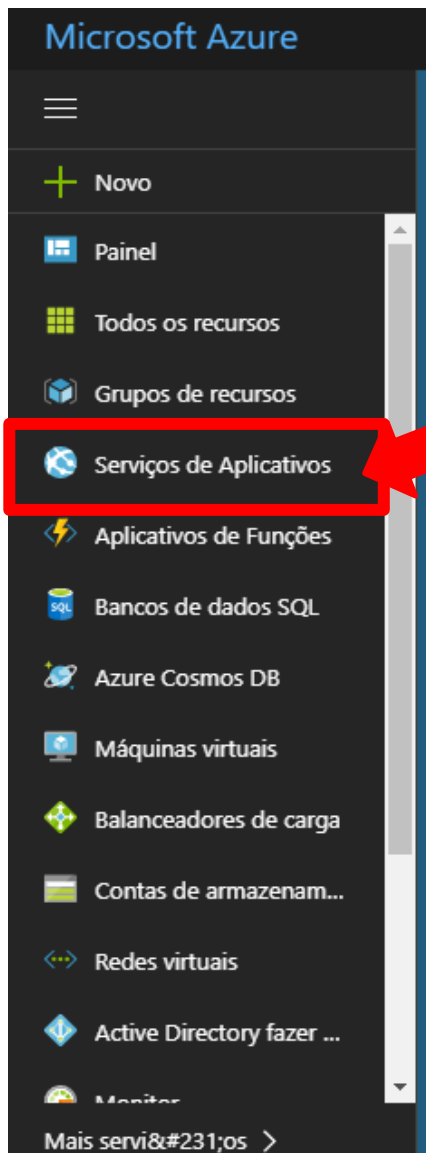 Microsoft Azure
Novo
Painel
Todos os recursos
Grupos de recursos
Serviços de Aplicativos
Aplicativos de Funções
SQL
Bancos de dados SQL
Azure Cosmos DB
Máquinas virtuais
Balanceadores de carga
Contas de armazenam...
Redes virtuais
Active Directory fazer ...
Monitor
Mais servi&#231;os >